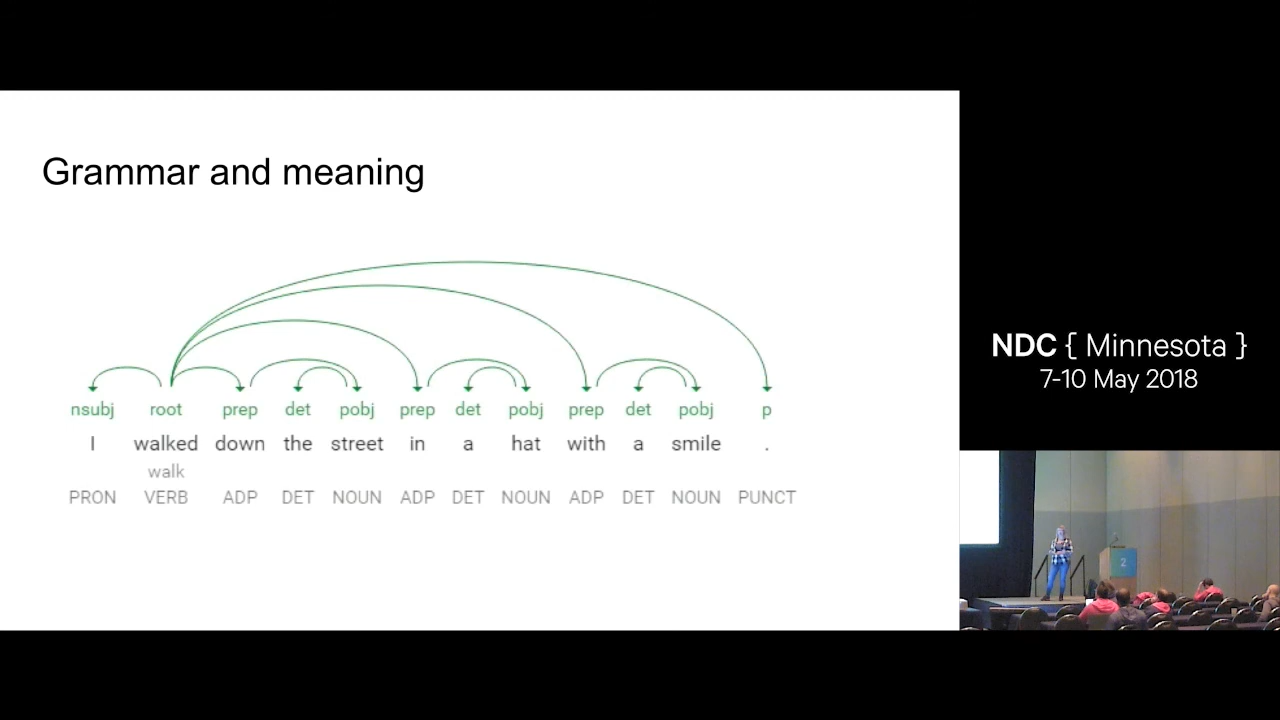 Grammar and meaning
nsubj root prep det pobj prep det pobj prep det pobj p
I walked down the street in a hat with a smile .
walk
PRON VERB ADP DET NOUN ADP DET NOUN ADP DET NOUN PUNCT
NDC { Minnesota }
7-10 May 2018
2